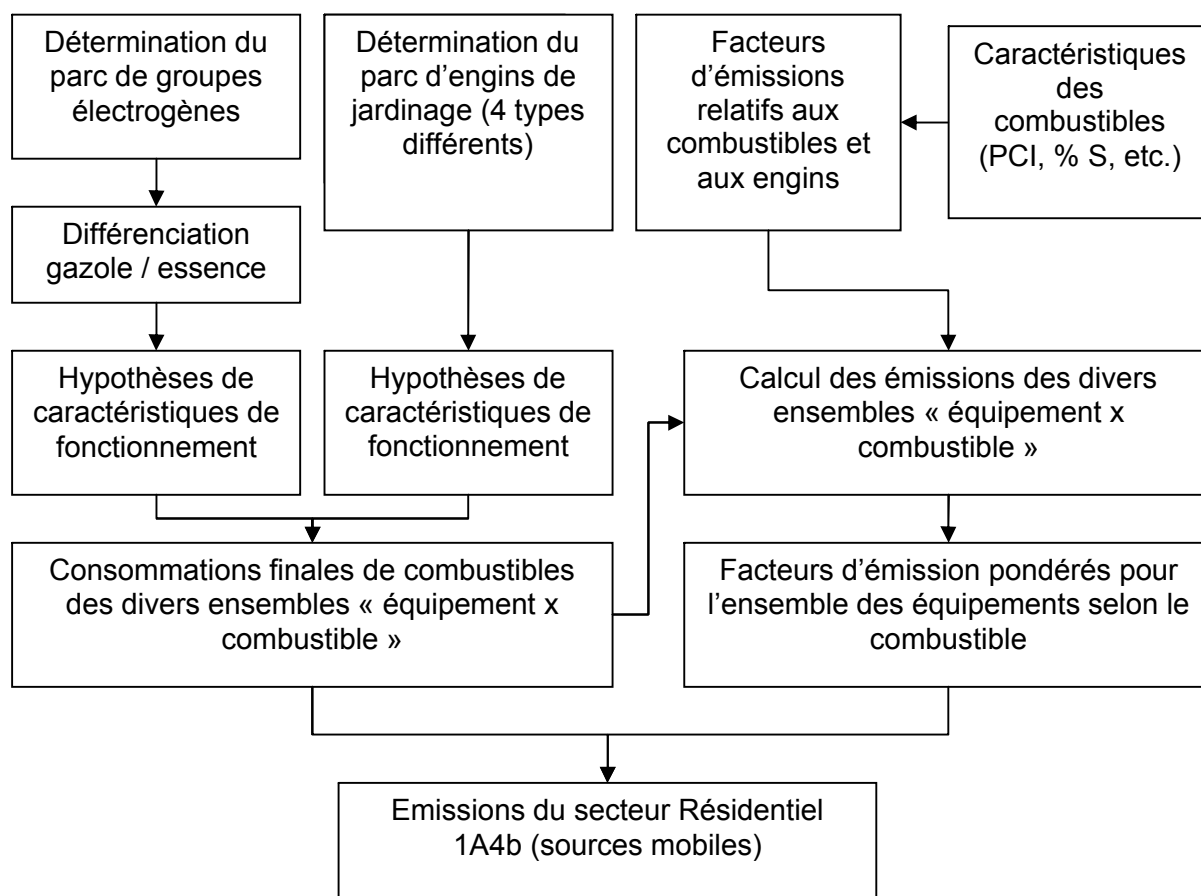 Détermination du
parc de groupes
électrogènes
Détermination du
parc d'engins de
jardinage (4 types
différents)
Facteurs
d'émissions
relatifs aux
combustibles et
aux engins
Caractéristiques
des
combustibles
(PCI, % S, etc.)
Différenciation
gazole / essence
Hypothèses de
caractéristiques de
fonctionnement
Hypothèses de
caractéristiques de
fonctionnement
Calcul des émissions des divers
ensembles « équipement x
combustible »
Consommations finales de combustibles
des divers ensembles « équipement x
combustible »
Facteurs d'émission pondérés pour
l'ensemble des équipements selon le
combustible
Emissions du secteur Résidentiel
1A4b (sources mobiles)